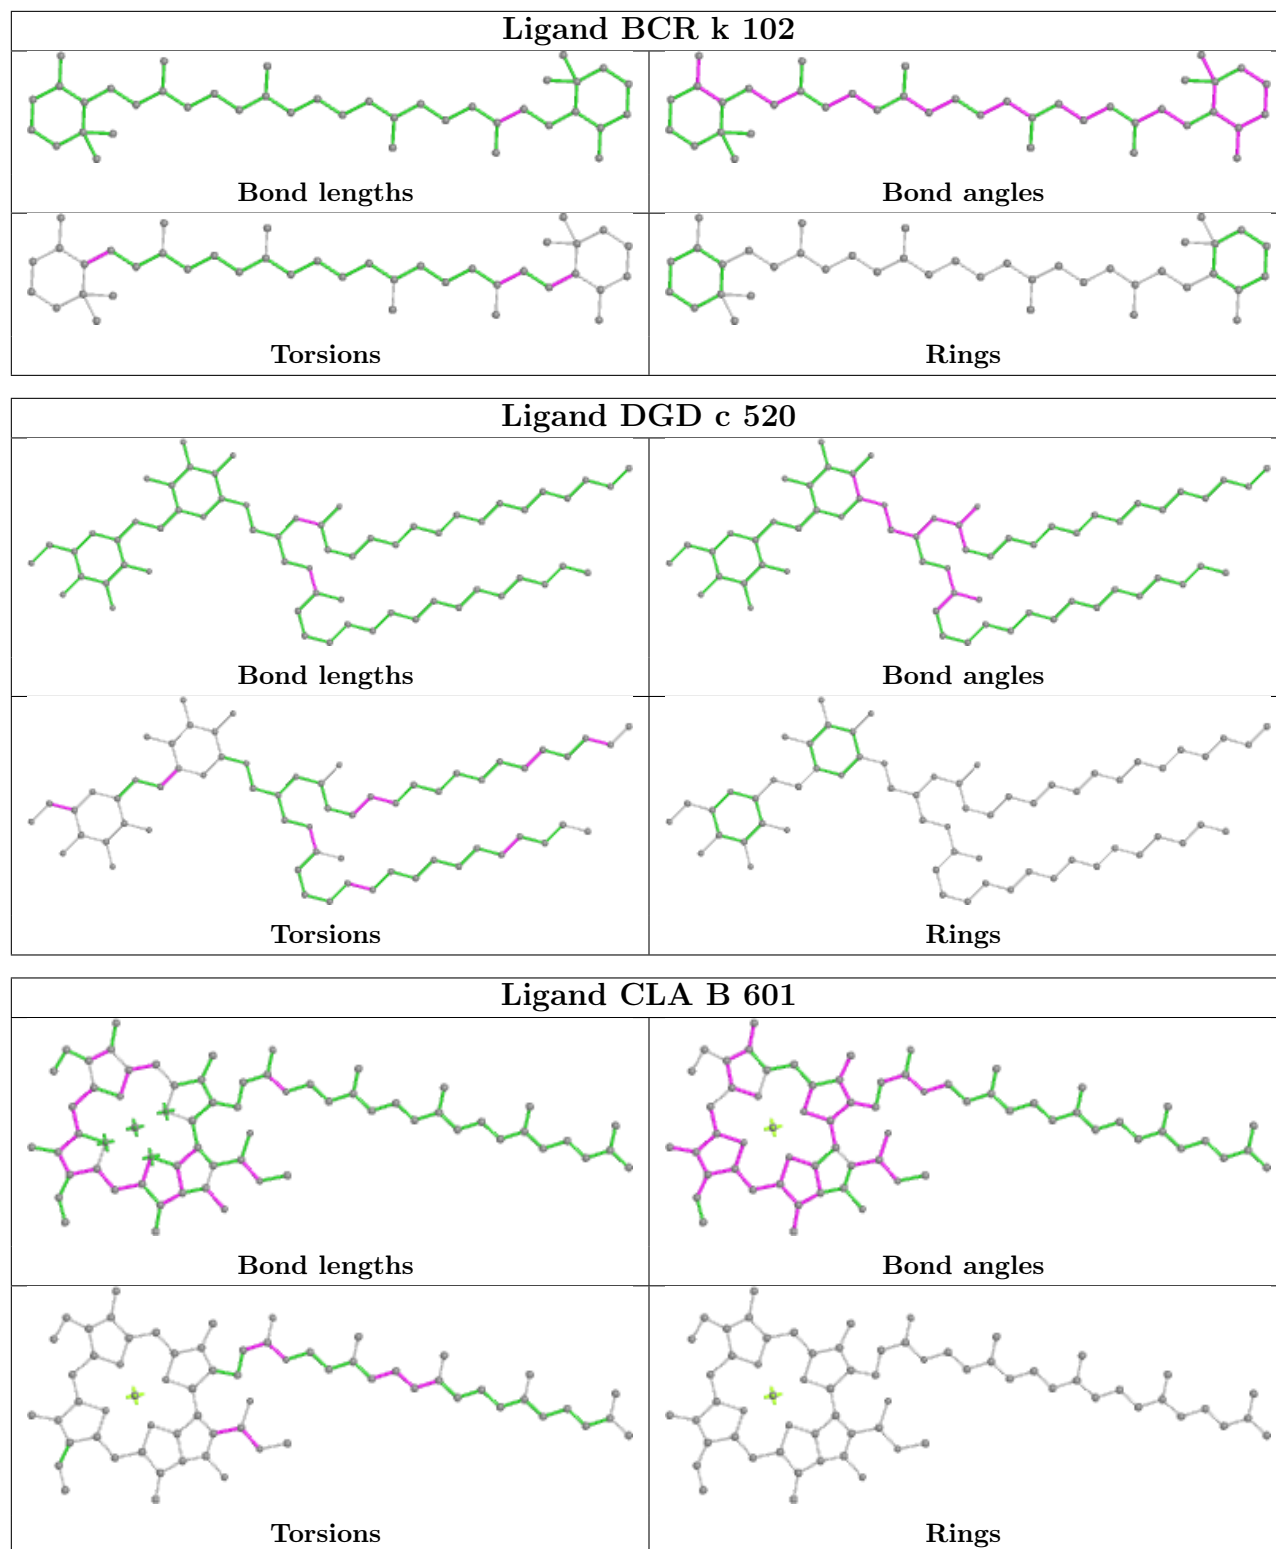 Ligand BCR k 102
Bond lengths
Bond angles
Torsions
Rings
Ligand DGD c 520
Bond lengths
Bond angles
Torsions
Rings
Ligand CLA B 601
Bond lengths
Bond angles
Torsions
Rings